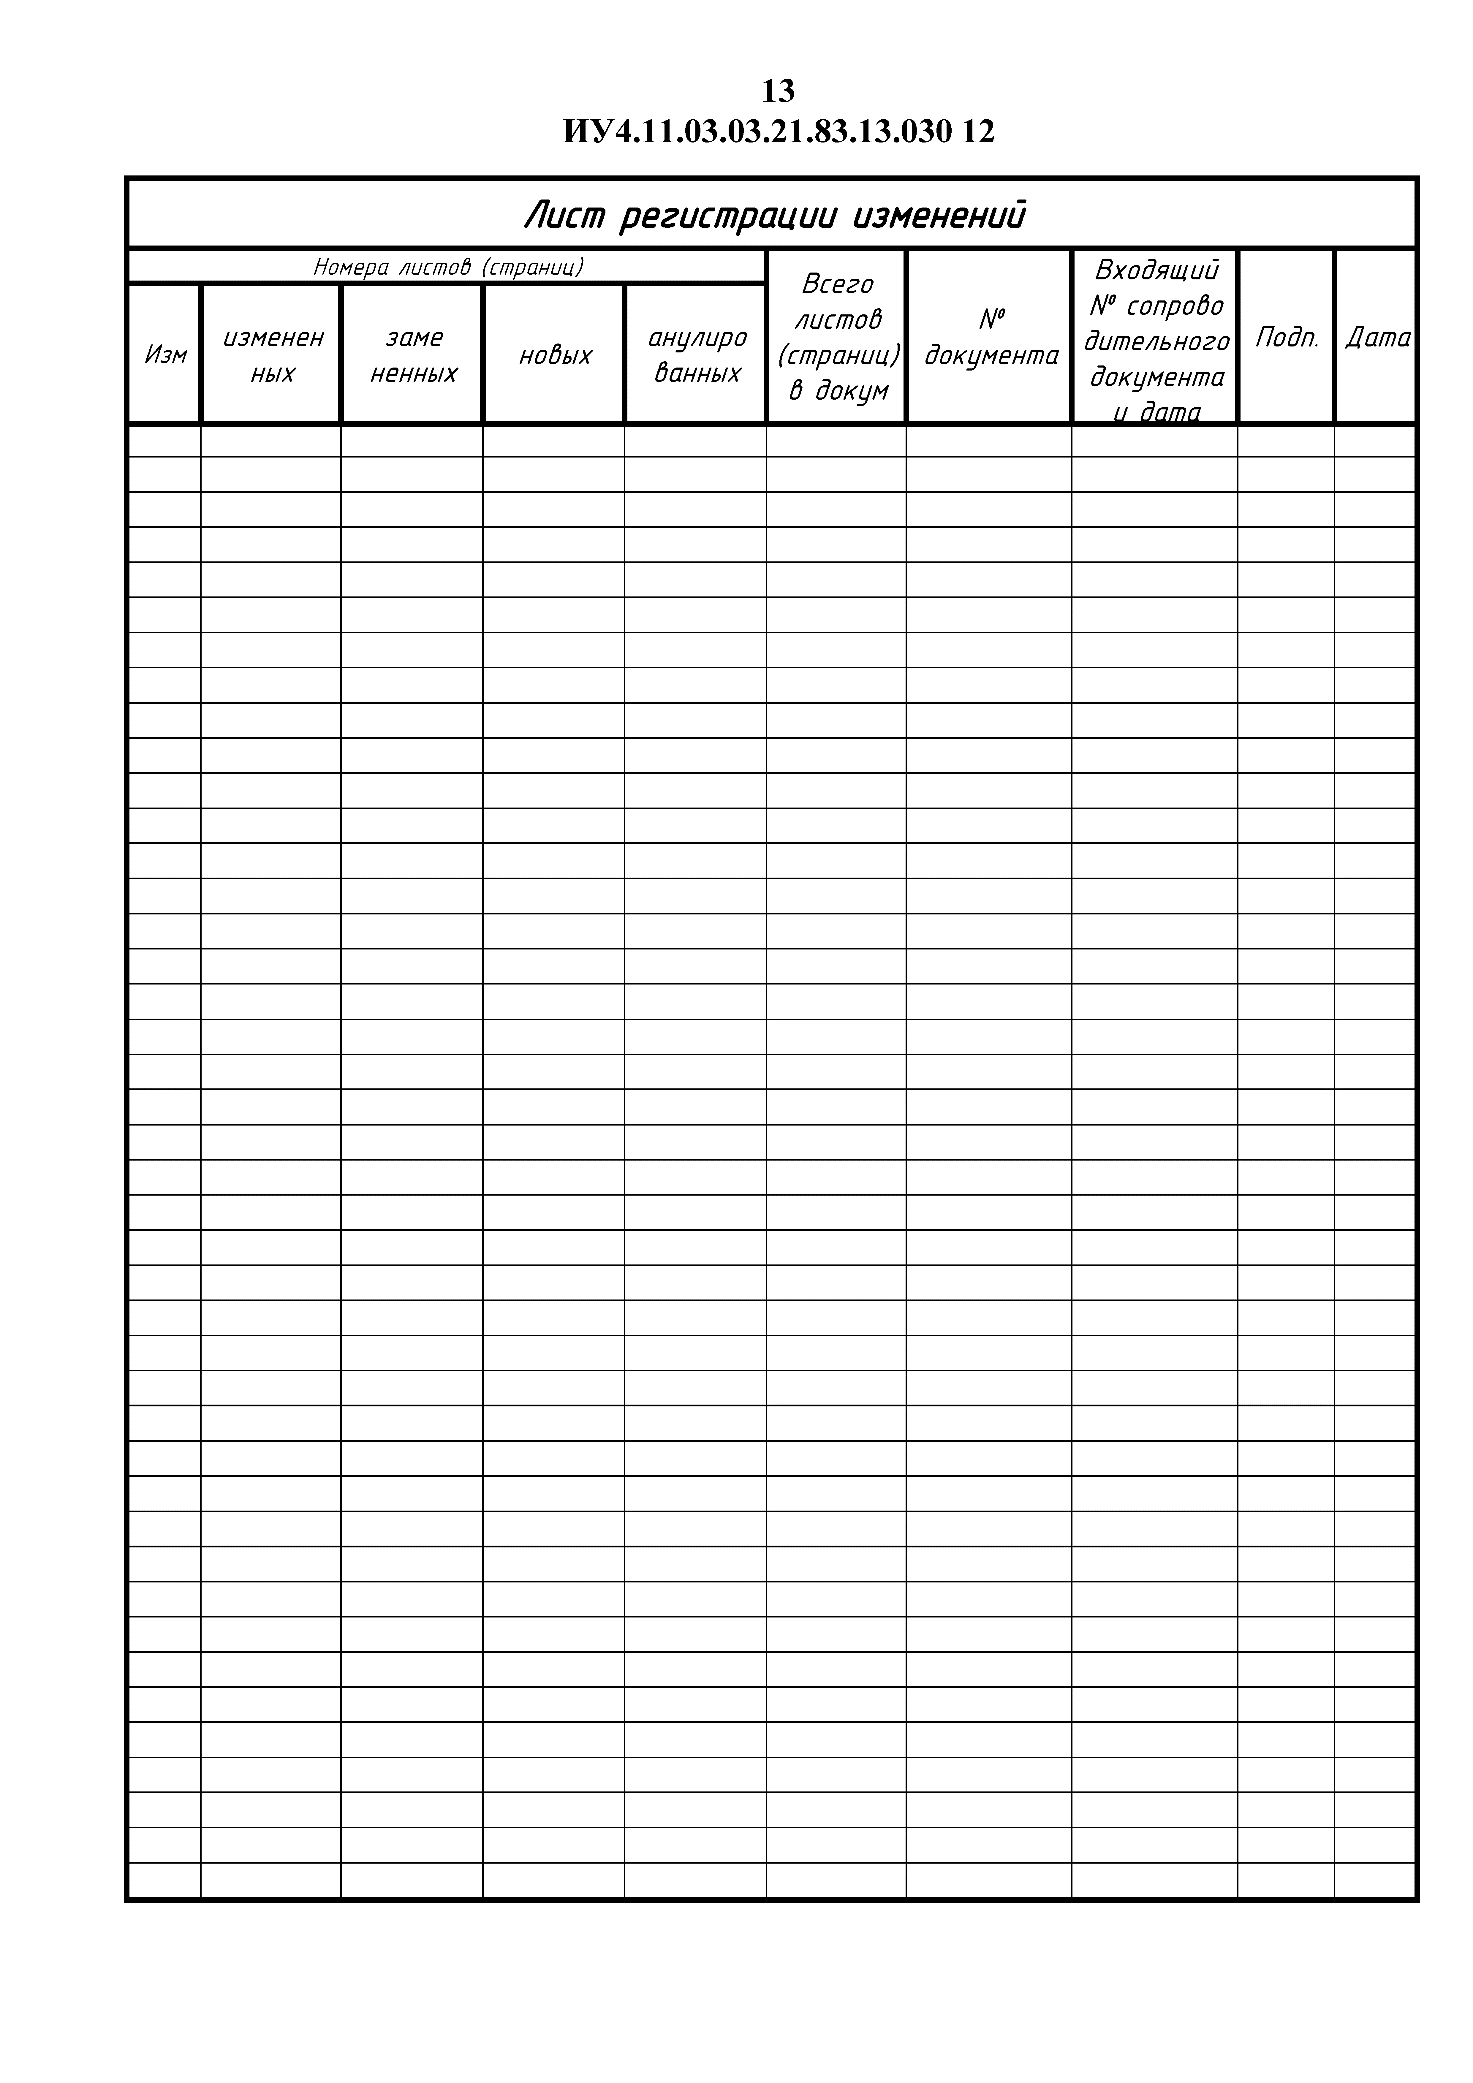 13
ИУ4.11.03.03.21.83.13.030 12
Лист регистрации изменений
Номера листов (страниц)
Изм
изменен
ных
заме
ненных
новых
анулиро
ванных
Всего
листов
(страниц)
в докум
№
документа
Входящий
№ сопрово
дительного
документа
и дата
Подп.
Дата